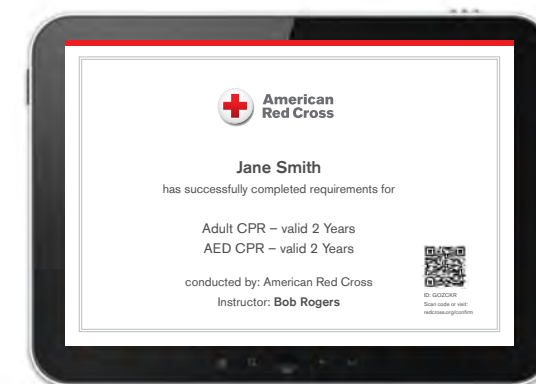 American
Red Cross
Jane Smith
has successfully completed requirements for
Adult CPR – valid 2 Years
AED CPR – valid 2 Years
conducted by: American Red Cross
Instructor: Bob Rogers
ID: GOZCKR
Scan code or visit:
redcross.org/confirm